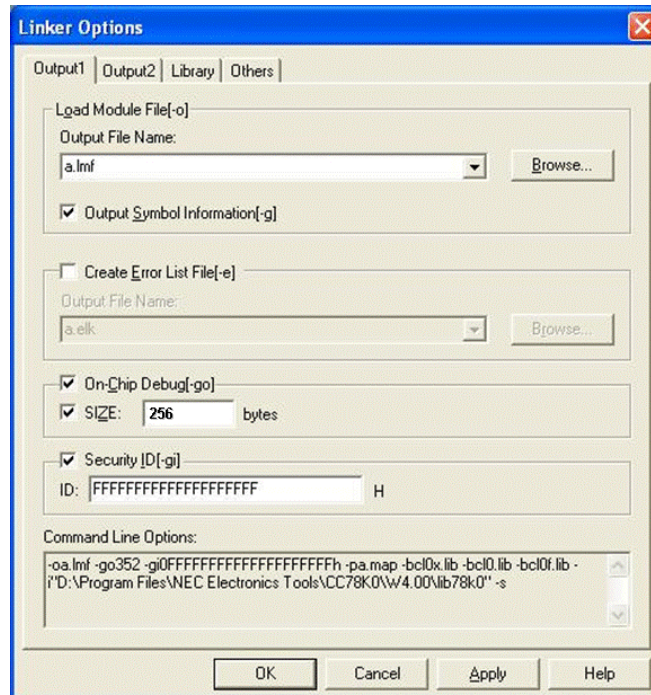 Linker Options
Output1 Output2 Library Others
Load Module File[-o]
Output File Name:
a.lmf Browse...
Output Symbol Information[-g]
Create Error List File[-e]
Output File Name:
a.elk Browse...
On-Chip Debug[-go]
SIZE: 256 bytes
Security ID[-gi]
ID: FFFFFFFFFFFFFFFFFFFF H
Command Line Options:
-oa.lmf -go352 -gi0FFFFFFFFFFFFFFFFFFFFh -pa.map -bcl0x.lib -bcl0.lib -bcl0f.lib -
i"D:\Program Files\NEC Electronics Tools\CC78K0\W4.00\lib78k0" -s
OK Cancel Apply Help